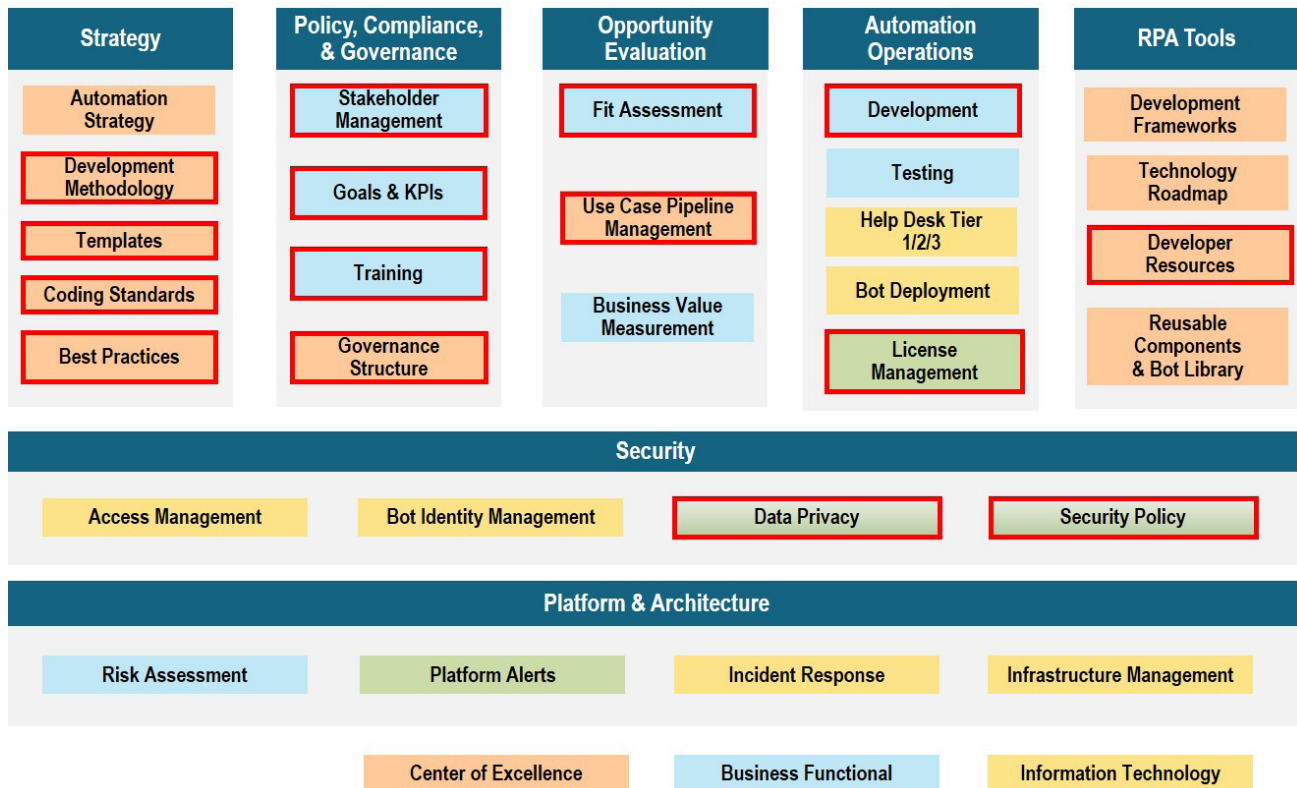 Strategy
Automation
Strategy
Development
Methodology
Templates
Coding Standards
Best Practices
Policy, Compliance,
& Governance
Stakeholder
Management
Goals & KPIs
Training
Governance
Structure
Opportunity
Evaluation
Fit Assessment
Use Case Pipeline
Management
Business Value
Measurement
Automation
Operations
Development
Testing
Help Desk Tier
1/2/3
Bot Deployment
License
Management
RPA Tools
Development
Frameworks
Technology
Roadmap
Developer
Resources
Reusable
Components
& Bot Library
Security
Access Management
Bot Identity Management
Data Privacy
Security Policy
Platform & Architecture
Risk Assessment
Platform Alerts
Incident Response
Infrastructure Management
Center of Excellence
Business Functional
Information Technology